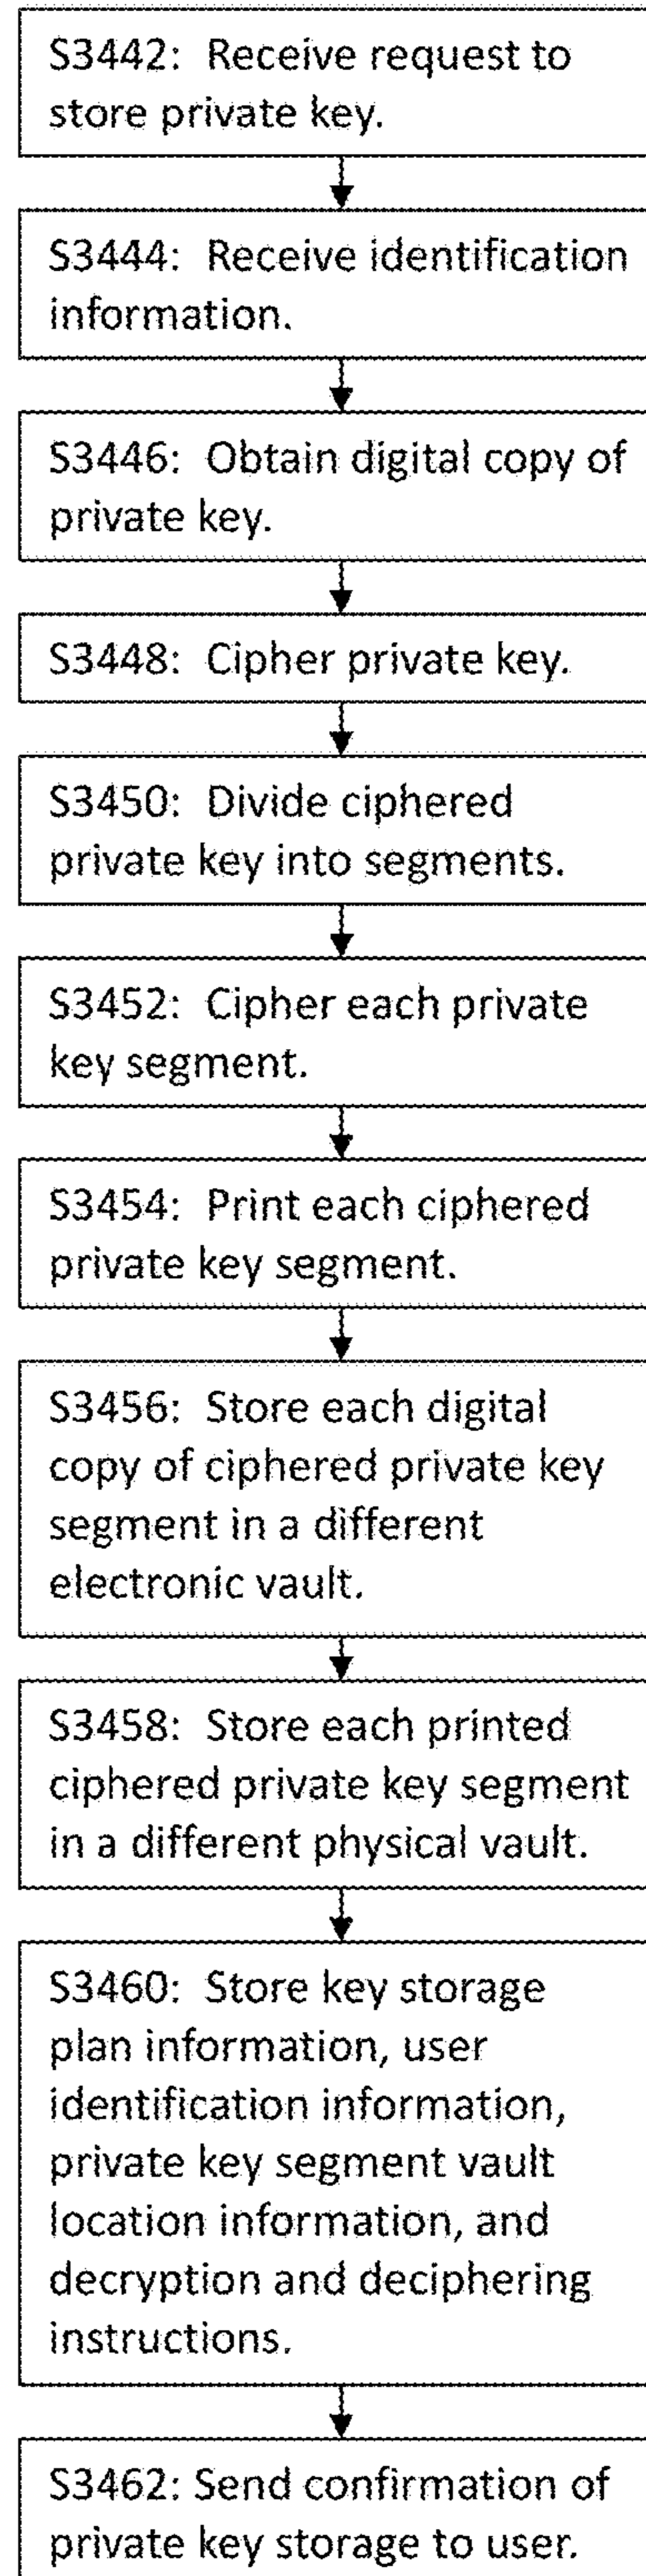 S3442: Receive request to
store private key.
S3444: Receive identification
information.
S3446: Obtain digital copy of
private key.
S3448: Cipher private key.
S3450: Divide ciphered
private key into segments.
S3452: Cipher each private
key segment.
S3454: Print each ciphered
private key segment.
S3456: Store each digital
copy of ciphered private key
segment in a different
electronic vault.
S3458: Store each printed
ciphered private key segment
in a different physical vault.
S3460: Store key storage
plan information, user
identification information,
private key segment vault
location information, and
decryption and deciphering
instructions.
S3462: Send confirmation of
private key storage to user.